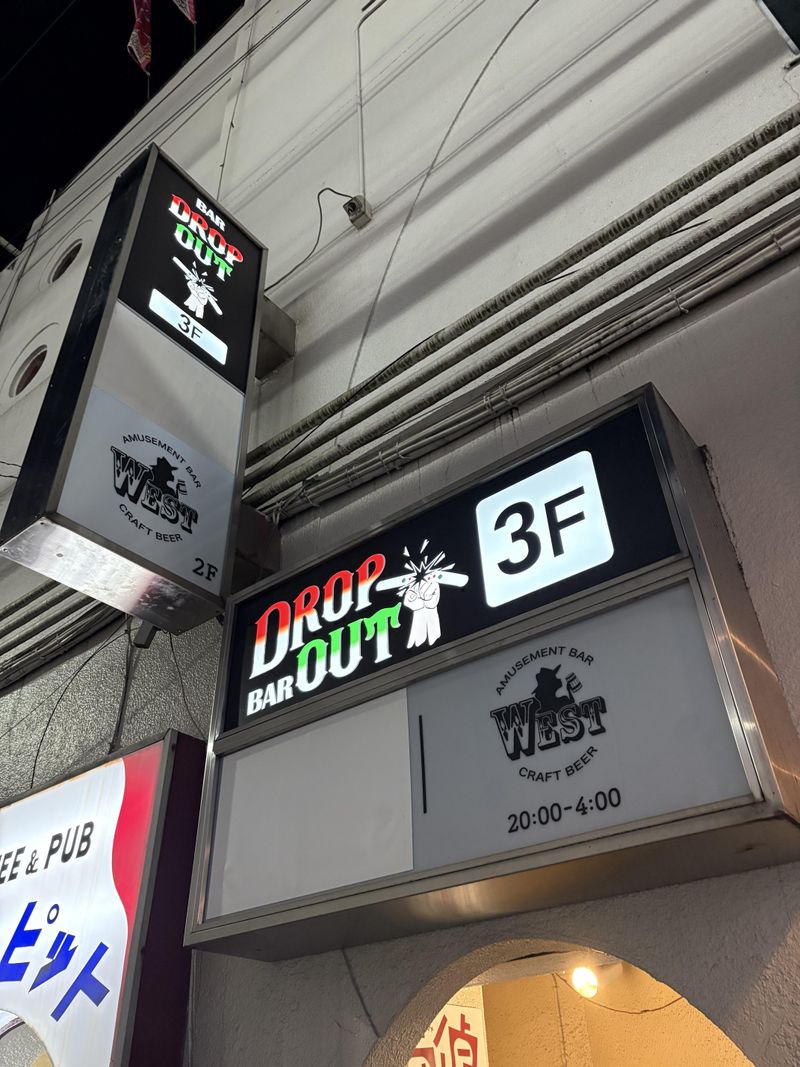 BAR
DROP
OUT
3F
AMUSEMENT BAR
WEST
CRAFT BEER
2F
DROP
BAR OUT
3F
AMUSEMENT BAR
WEST
CRAFT BEER
20:00-4:00
& PUB
ピット
偵